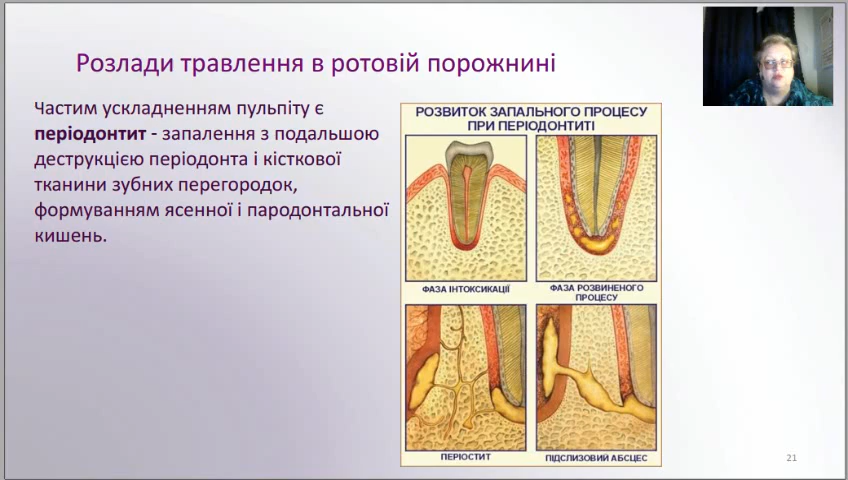 Розлади травлення в ротовій порожнині
Частим ускладненням пульпіту є
періодонтит - запалення з подальшою
деструкцією періодонта і кісткової
тканини зубних перегородок,
формуванням ясенної і пародонтальної
кишень.
РОЗВИТОК ЗАПАЛЬНОГО ПРОЦЕСУ
ПРИ ПЕРІОДОНТИТІ
ФАЗА ІНТОКСИКАЦІЇ
ФАЗА РОЗВИНЕНОГО
ПРОЦЕСУ
ПЕРІОСТИТ
ПІДСЛИЗОВИЙ АБСЦЕС
21